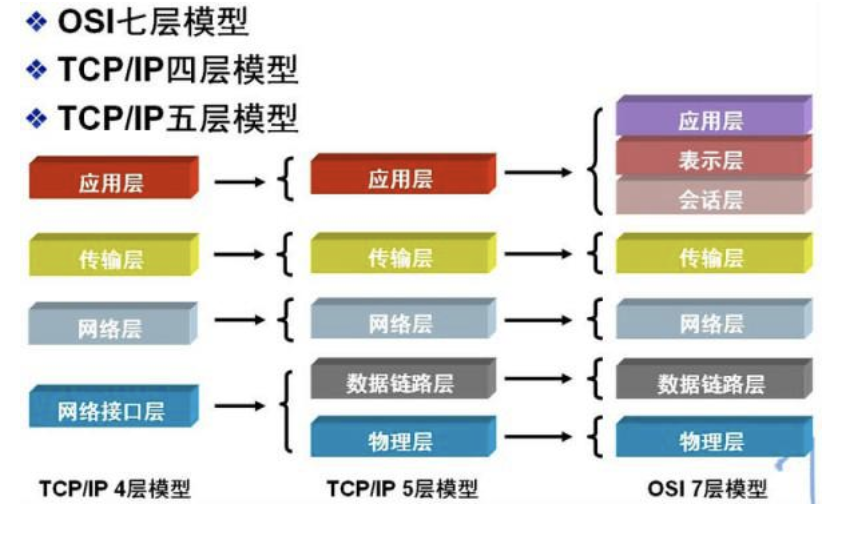 OSI七层模型
TCP/IP四层模型
TCP/IP五层模型
应用层
传输层
网络层
网络接口层
TCP/IP 4层模型
应用层
传输层
网络层
数据链路层
物理层
TCP/IP 5层模型
应用层
表示层
会话层
传输层
网络层
数据链路层
物理层
OSI 7层模型